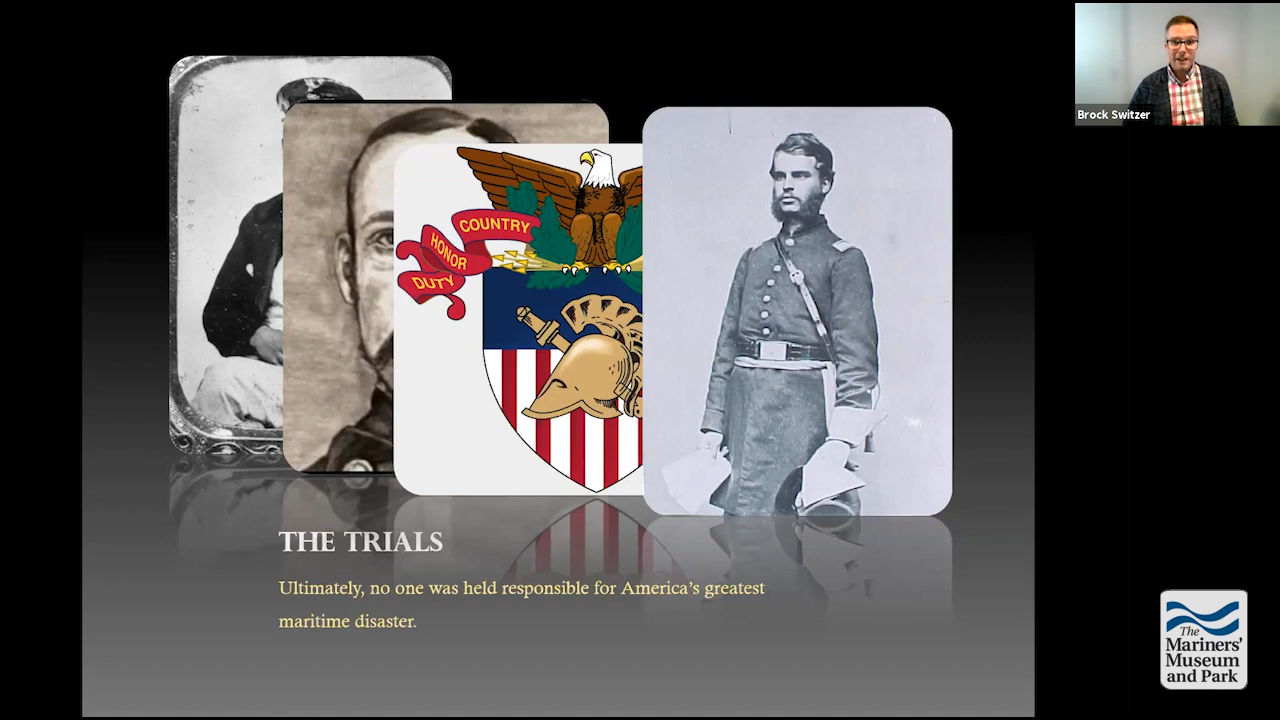 Brock Switzer
COUNTRY
HONOR
DUTY
THE TRIALS
Ultimately, no one was held responsible for America's greatest
maritime disaster.
The
Mariners'
Museum
and Park